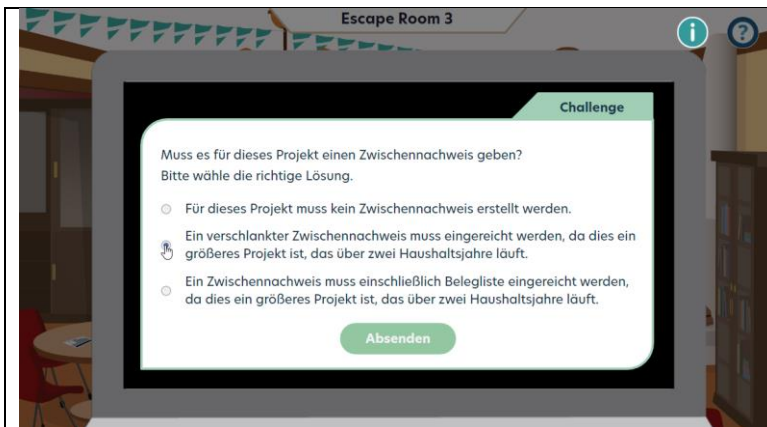 Escape Room 3
i
?
Challenge
Muss es für dieses Projekt einen Zwischennachweis geben?
Bitte wähle die richtige Lösung.
Für dieses Projekt muss kein Zwischennachweis erstellt werden.
Ein verschlankter Zwischennachweis muss eingereicht werden, da dies ein
größeres Projekt ist, das über zwei Haushaltsjahre läuft.
Ein Zwischennachweis muss einschließlich Belegliste eingereicht werden,
da dies ein größeres Projekt ist, das über zwei Haushaltsjahre läuft.
Absenden